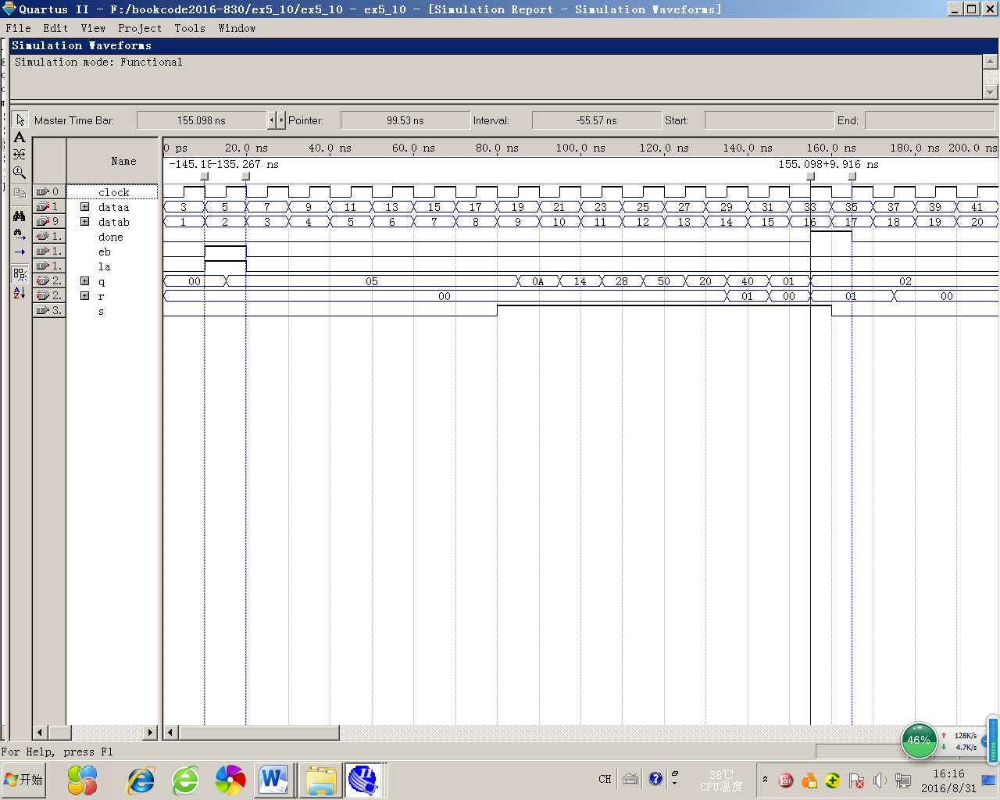 Quartus II - F:/bookcode2016-830/ex5_10/ex5_10 - ex5_10 - [Simulation Report - Simulation Waveforms]
File Edit View Project Tools Window
Simulation Waveforms
Simulation mode: Functional
Master Time Bar: 155.098 ns Pointer: 99.53 ns Interval: -55.57 ns Start: End:
Name
0 ps 20.0 ns 40.0 ns 60.0 ns 80.0 ns 100.0 ns 120.0 ns 140.0 ns 160.0 ns 180.0 ns 200.0 ns
-145.18 -135.267 ns 155.098 +9.916 ns
0 clock
1 dataa 3 5 7 9 11 13 15 17 19 21 23 25 27 29 31 33 35 37 39 41
9 datab 1 2 3 4 5 6 7 8 9 10 11 12 13 14 15 16 17 18 19 20
1. done
1. eb
1. la
2. q 00 05 0A 14 28 50 20 40 01 02
2. r 00 01 00 01 00
3. s
For Help, press F1
46% 128K/s
4.7K/s
开始 CH 38℃ 16:16
CPU温度 2016/8/31